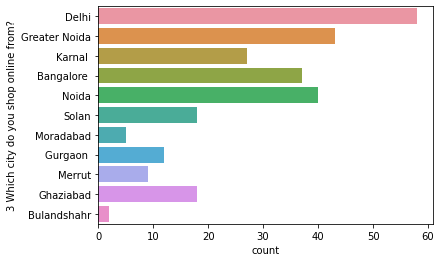 3 Which city do you shop online from?
Delhi
Greater Noida
Karnal
Bangalore
Noida
Solan
Moradabad
Gurgaon
Merrut
Ghaziabad
Bulandshahr
0 10 20 30 40 50 60
count